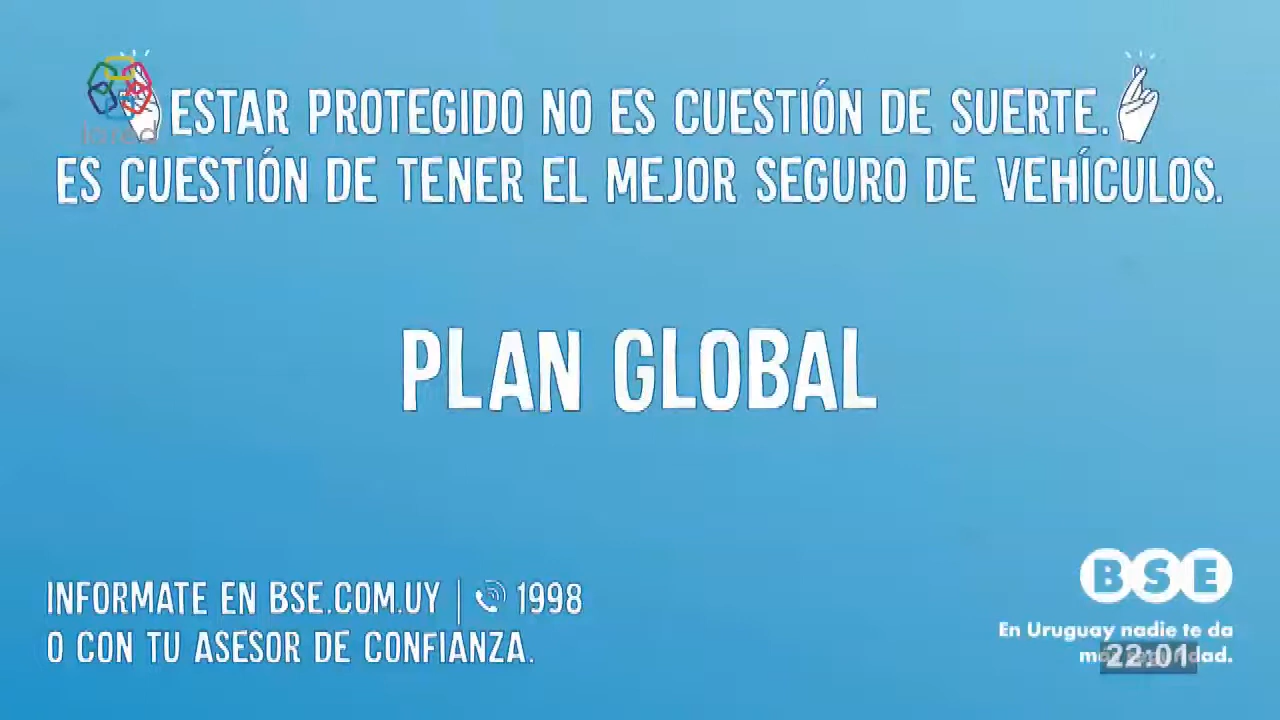 ESTAR PROTEGIDO NO ES CUESTIÓN DE SUERTE.
ES CUESTIÓN DE TENER EL MEJOR SEGURO DE VEHÍCULOS.
PLAN GLOBAL
INFORMATE EN BSE.COM.UY | 1998
O CON TU ASESOR DE CONFIANZA.
BSE
En Uruguay nadie te da
22:01